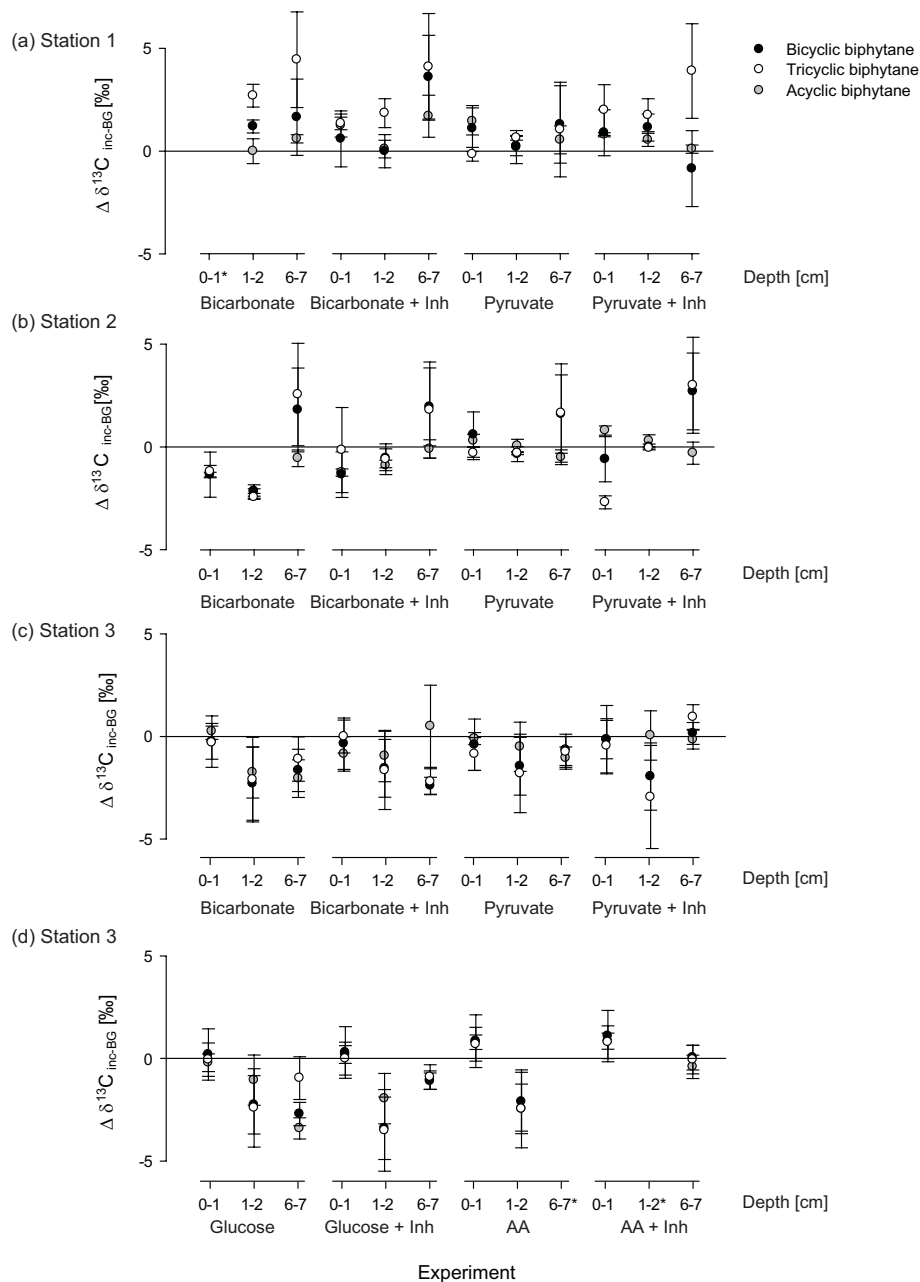 (a) Station 1
Bicyclic biphytane
Tricyclic biphytane
Acyclic biphytane
Δ δ¹³C inc-BG [‰]
5
0
-5
0-1* 1-2 6-7 0-1 1-2 6-7 0-1 1-2 6-7 0-1 1-2 6-7 Depth [cm]
Bicarbonate Bicarbonate + Inh Pyruvate Pyruvate + Inh
(b) Station 2
Δ δ¹³C inc-BG [‰]
5
0
-5
0-1 1-2 6-7 0-1 1-2 6-7 0-1 1-2 6-7 0-1 1-2 6-7 Depth [cm]
Bicarbonate Bicarbonate + Inh Pyruvate Pyruvate + Inh
(c) Station 3
Δ δ¹³C inc-BG [‰]
5
0
-5
0-1 1-2 6-7 0-1 1-2 6-7 0-1 1-2 6-7 0-1 1-2 6-7 Depth [cm]
Bicarbonate Bicarbonate + Inh Pyruvate Pyruvate + Inh
(d) Station 3
Δ δ¹³C inc-BG [‰]
5
0
-5
0-1 1-2 6-7 0-1 1-2 6-7 0-1 1-2 6-7* 0-1 1-2* 6-7 Depth [cm]
Glucose Glucose + Inh AA AA + Inh
Experiment